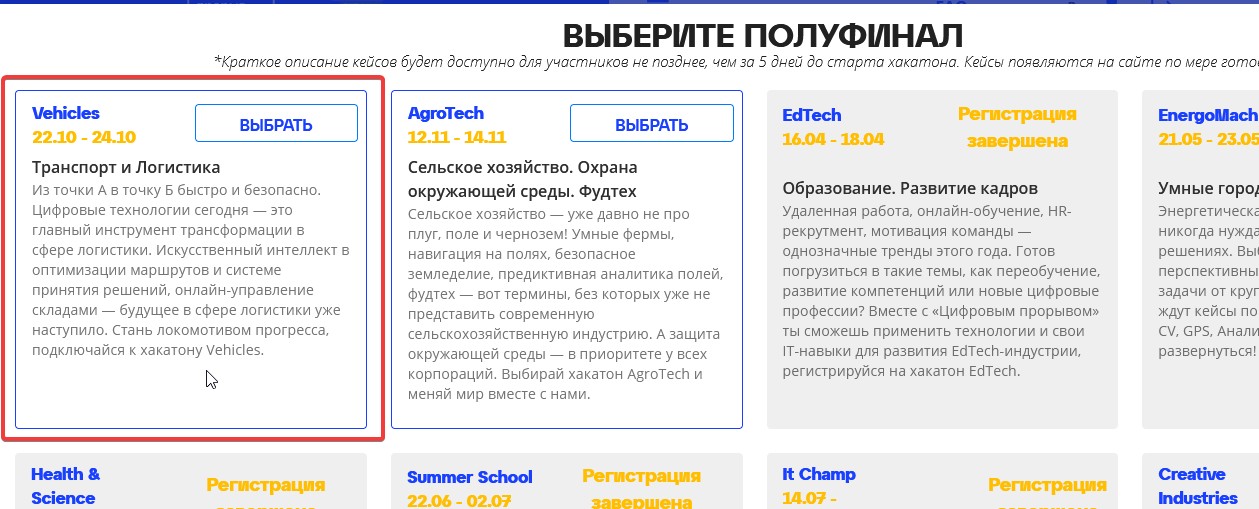 ВЫБЕРИТЕ ПОЛУФИНАЛ
*Краткое описание кейсов будет доступно для участников не позднее, чем за 5 дней до старта хакатона. Кейсы появляются на сайте по мере
Vehicles
22.10 - 24.10
ВЫБРАТЬ
Транспорт и Логистика
Из точки А в точку Б быстро и безопасно.
Цифровые технологии сегодня — это
главный инструмент трансформации в
сфере логистики. Искусственный интеллект в
оптимизации маршрутов и системе
принятия решений, онлайн-управление
складами — будущее в сфере логистики уже
наступило. Стань локомотивом прогресса,
подключайся к хакатону Vehicles.
AgroTech
12.11 - 14.11
ВЫБРАТЬ
Сельское хозяйство. Охрана
окружающей среды. Фудтех
Сельское хозяйство — уже давно не про
плуг, поле и чернозем! Умные фермы,
навигация на полях, безопасное
земледелие, предиктивная аналитика полей,
фудтех — вот термины, без которых уже не
представить современную
сельскохозяйственную индустрию. А защита
окружающей среды — в приоритете у всех
корпораций. Выбирай хакатон AgroTech и
меняй мир вместе с нами.
EdTech
16.04 - 18.04
Регистрация
завершена
Образование. Развитие кадров
Удаленная работа, онлайн-обучение, HR-
рекрутмент, мотивация команды —
однозначные тренды этого года. Готов
погрузиться в такие темы, как переобучение,
развитие компетенций или новые цифровые
профессии? Вместе с «Цифровым прорывом»
ты сможешь применить технологии и свои
IT-навыки для развития EdTech-индустрии,
регистрируйся на хакатон EdTech.
EnergoMach
21.05 - 23.05
Умные город
Энергетическа
никогда нужда
решениях. Выб
перспективны
задачи от круп
ждут кейсы по
CV, GPS, Анали
развернуться!
Health &
Science
Регистрация
Summer School
22.06 - 02.07
Регистрация
завершена
It Champ
14.07 -
Регистрация
Creative
Industries